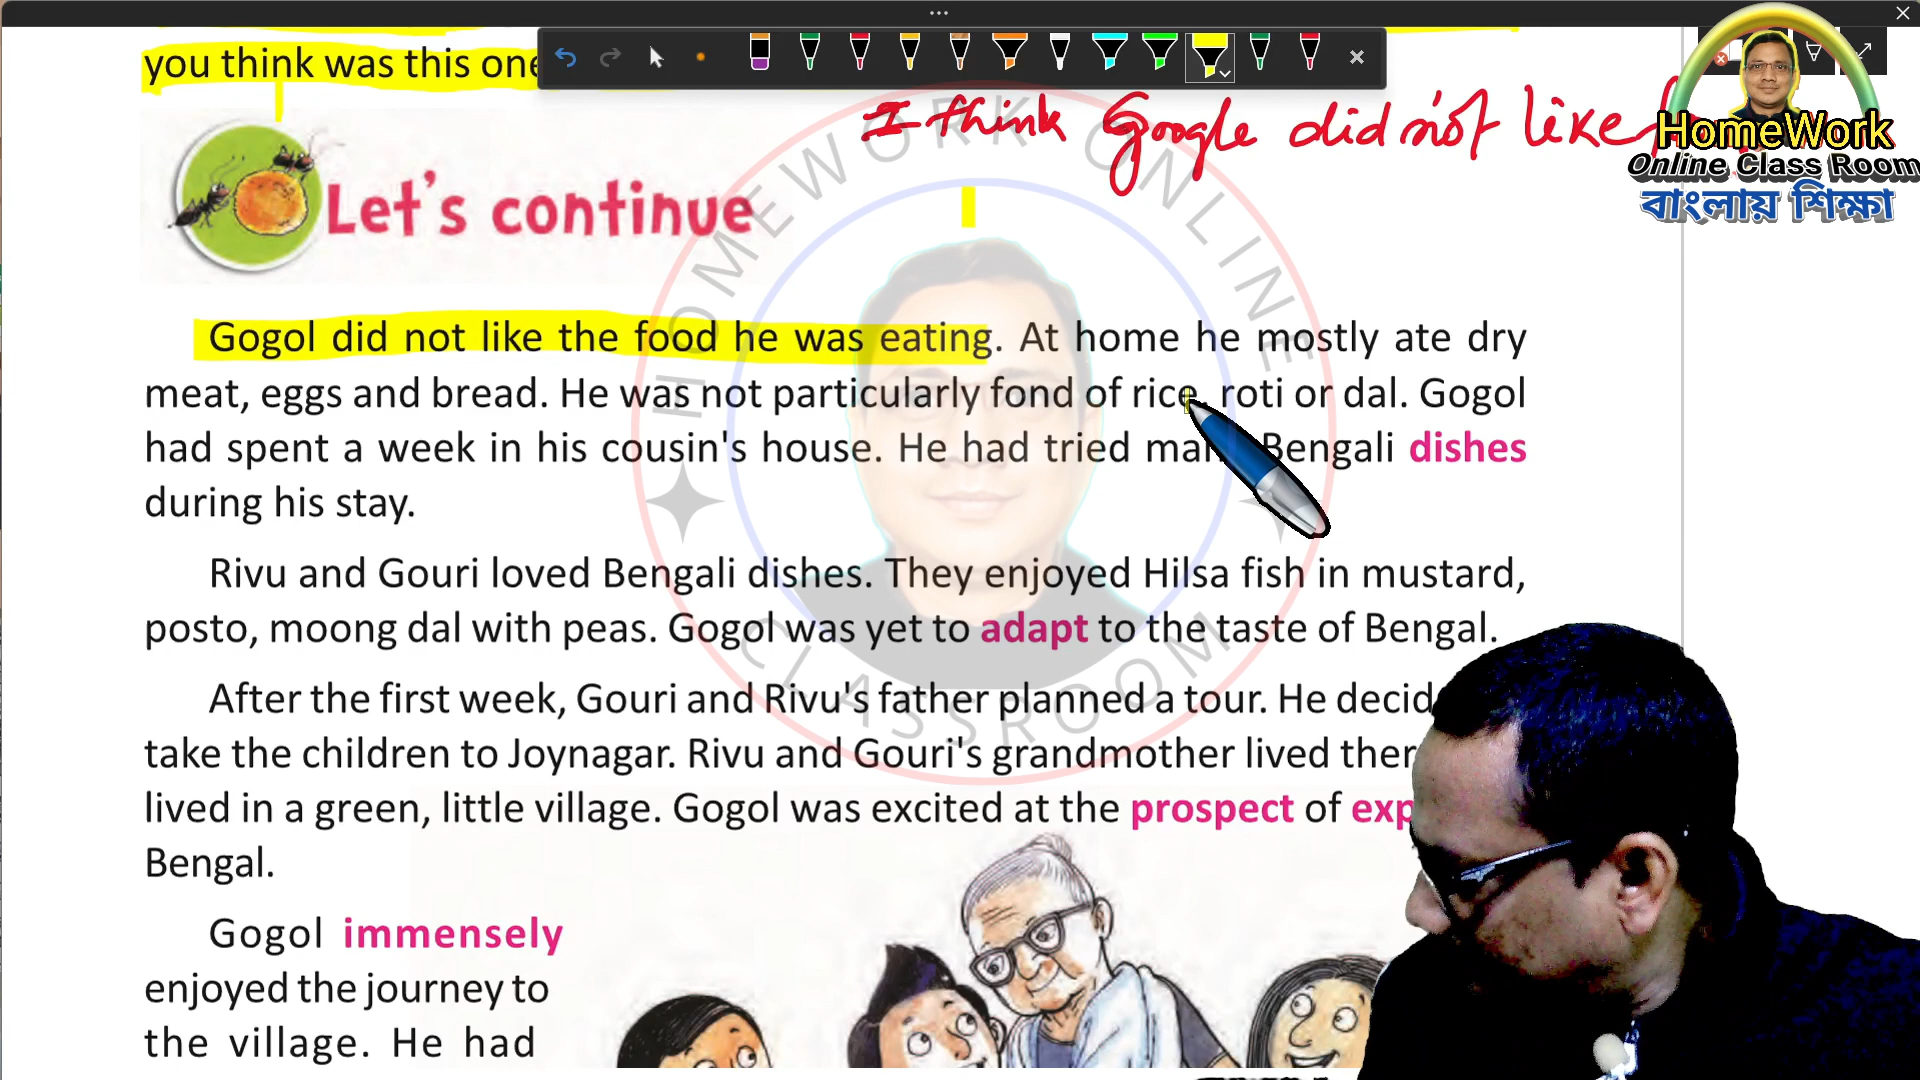 you think was this one
I think Google did not like
HomeWork
Online Class Room
বাংলায় শিক্ষা
Let's continue
Gogol did not like the food he was eating. At home he mostly ate dry
meat, eggs and bread. He was not particularly fond of rice, roti or dal. Gogol
had spent a week in his cousin's house. He had tried Bengali dishes
during his stay.
Rivu and Gouri loved Bengali dishes. They enjoyed Hilsa fish in mustard,
posto, moong dal with peas. Gogol was yet to adapt to the taste of Bengal.
After the first week, Gouri and Rivu's father planned a tour. He
take the children to Joynagar. Rivu and Gouri's grandmother lived
lived in a green, little village. Gogol was excited at the prospect of
Bengal.
Gogol immensely
enjoyed the journey to
the village. He had
HOMEWORK ONLINE
CLASSROOM